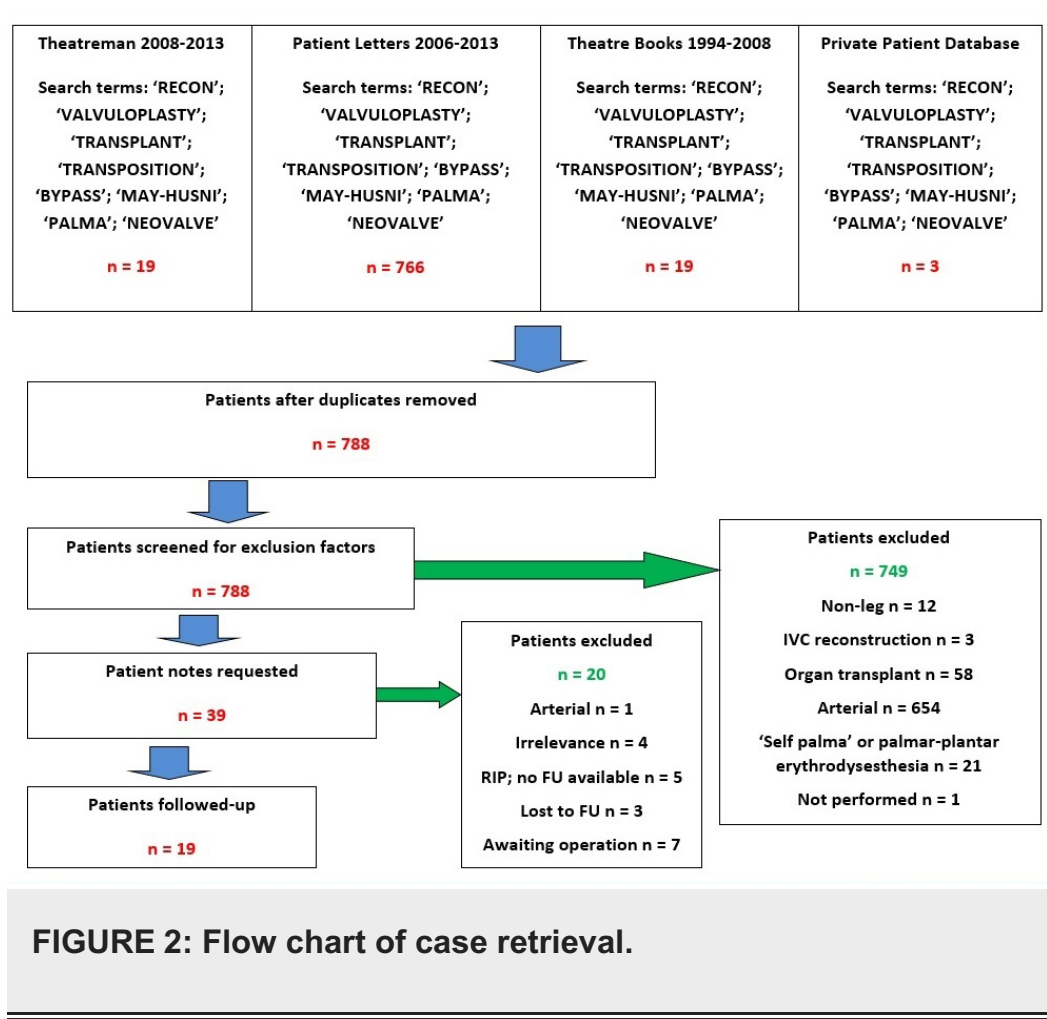 Theatreman 2008-2013
Search terms: ‘RECON’;
‘VALVULOPLASTY’;
‘TRANSPLANT’;
‘TRANSPOSITION’;
‘BYPASS’; ‘MAY-HUSNI’;
‘PALMA’; ‘NEOVALVE’
n = 19
Patient Letters 2006-2013
Search terms: ‘RECON’;
‘VALVULOPLASTY’;
‘TRANSPLANT’;
‘TRANSPOSITION’; ‘BYPASS’;
‘MAY-HUSNI’; ‘PALMA’;
‘NEOVALVE’
n = 766
Theatre Books 1994-2008
Search terms: ‘RECON’;
‘VALVULOPLASTY’;
‘TRANSPLANT’;
‘TRANSPOSITION’; ‘BYPASS’;
‘MAY-HUSNI’; ‘PALMA’;
‘NEOVALVE’
n = 19
Private Patient Database
Search terms: ‘RECON’;
‘VALVULOPLASTY’;
‘TRANSPLANT’;
‘TRANSPOSITION’;
‘BYPASS’; ‘MAY-HUSNI’;
‘PALMA’; ‘NEOVALVE’
n = 3
Patients after duplicates removed
n = 788
Patients screened for exclusion factors
n = 788
Patients excluded
n = 749
Non-leg n = 12
IVC reconstruction n = 3
Organ transplant n = 58
Arterial n = 654
‘Self palma’ or palmar-plantar
erythrodysesthesia n = 21
Not performed n = 1
Patient notes requested
n = 39
Patients excluded
n = 20
Arterial n = 1
Irrelevance n = 4
RIP; no FU available n = 5
Lost to FU n = 3
Awaiting operation n = 7
Patients followed-up
n = 19
FIGURE 2: Flow chart of case retrieval.